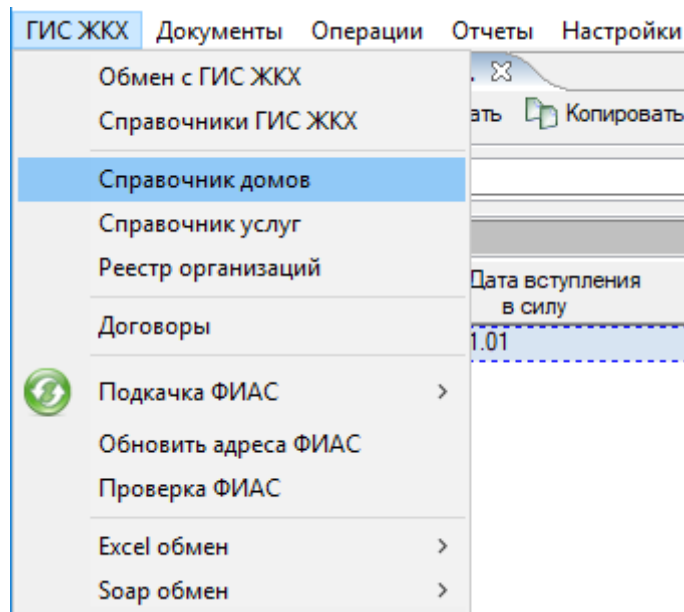 ГИС ЖКХ Документы Операции Отчеты Настройки
Обмен с ГИС ЖКХ
Справочники ГИС ЖКХ
Копировать
Справочник домов
Справочник услуг
Реестр организаций
Дата вступления
в силу
Договоры
1.01
Подкачка ФИАС
Обновить адреса ФИАС
Проверка ФИАС
Excel обмен
Soap обмен